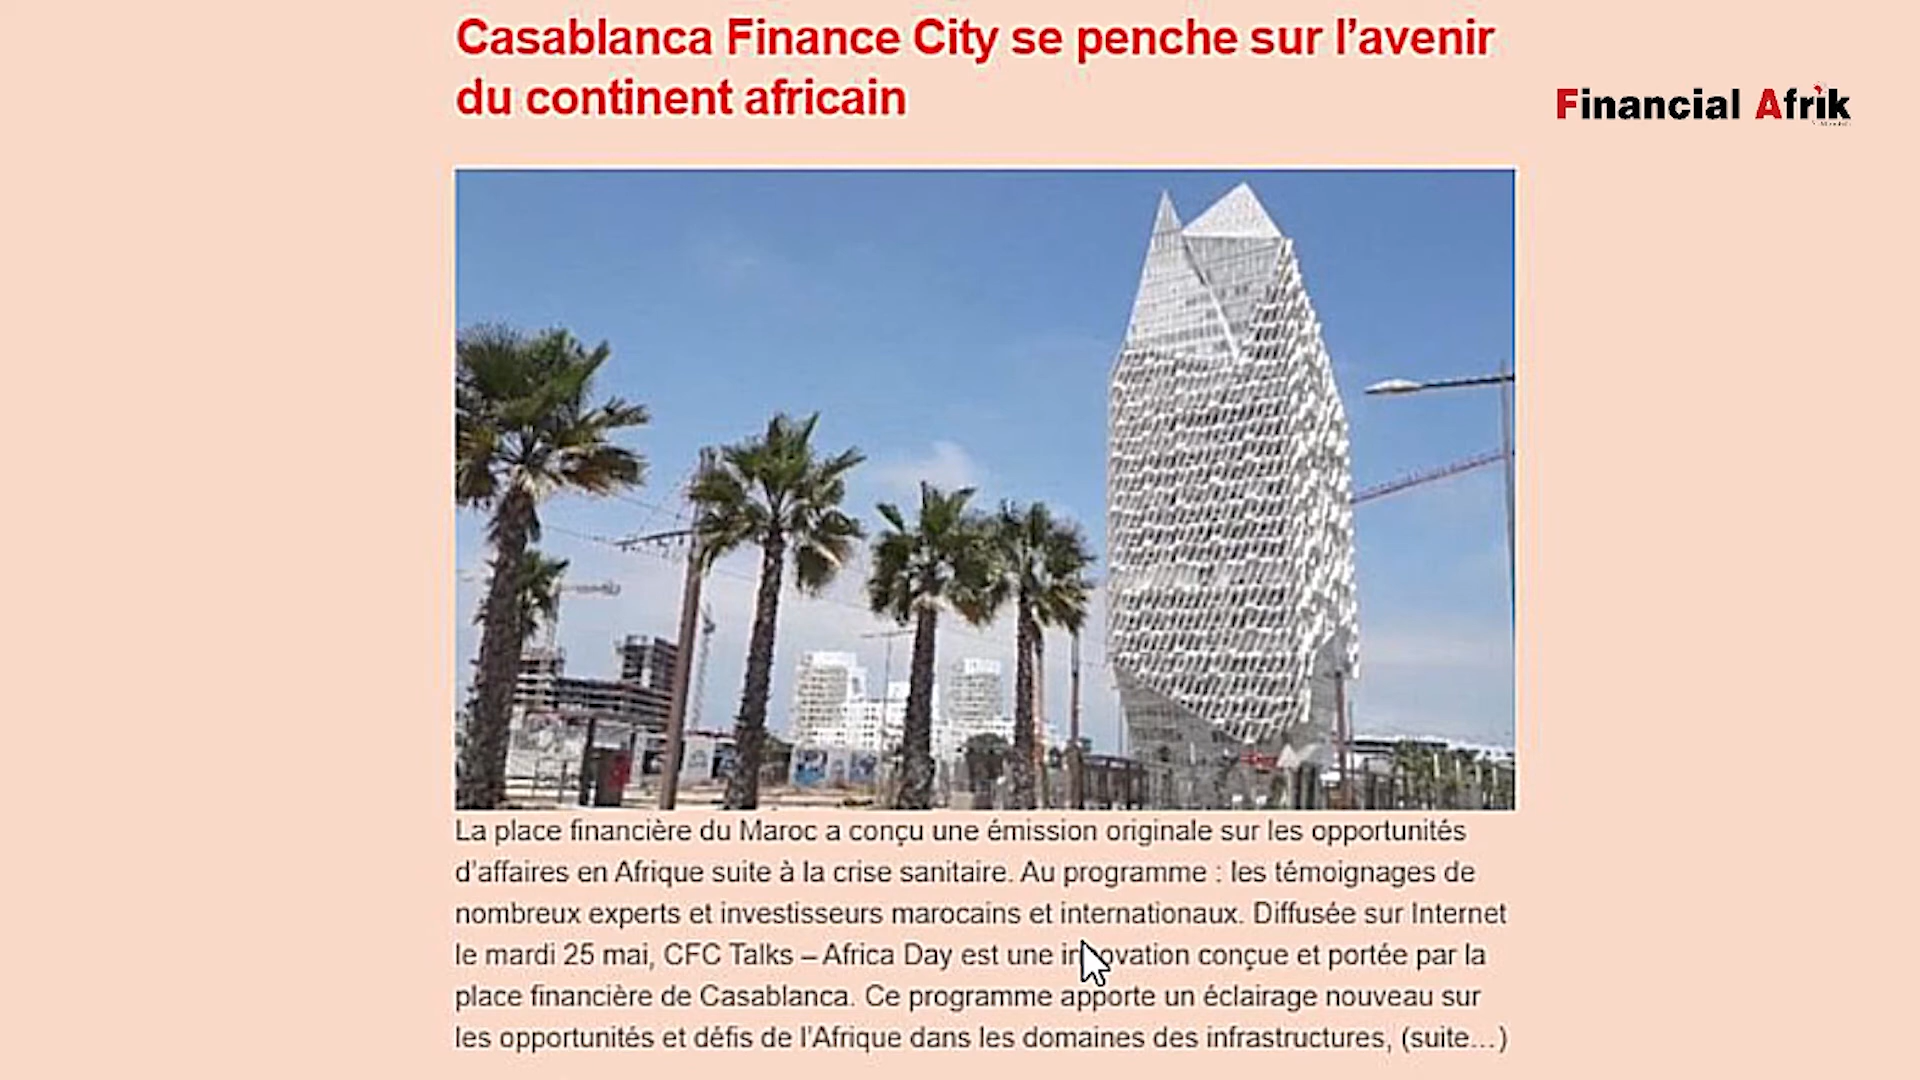 Casablanca Finance City se penche sur l’avenir
du continent africain
Financial Afrik
La place financière du Maroc a conçu une émission originale sur les opportunités
d’affaires en Afrique suite à la crise sanitaire. Au programme : les témoignages de
nombreux experts et investisseurs marocains et internationaux. Diffusée sur Internet
le mardi 25 mai, CFC Talks – Africa Day est une innovation conçue et portée par la
place financière de Casablanca. Ce programme apporte un éclairage nouveau sur
les opportunités et défis de l’Afrique dans les domaines des infrastructures, (suite…)